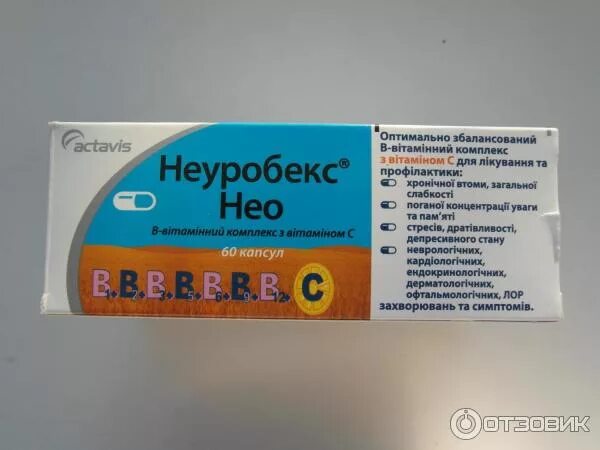 actavis
Неуробекс®
Нео
В-вітамінний комплекс з вітаміном С
60 капсул
B1+ B2+ B3+ B5+ B6+ B9+ B12+ C
Оптимально збалансований
В-вітамінний комплекс
з вітаміном С для лікування та
профілактики:
хронічної втоми, загальної
слабкості
поганої концентрації уваги
та пам'яті
стресів, дратівливості,
депресивного стану
неврологічних,
кардіологічних,
ендокринологічних,
дерматологічних,
офтальмологічних, ЛОР
захворювань та симптомів.
ОТЗОВИК